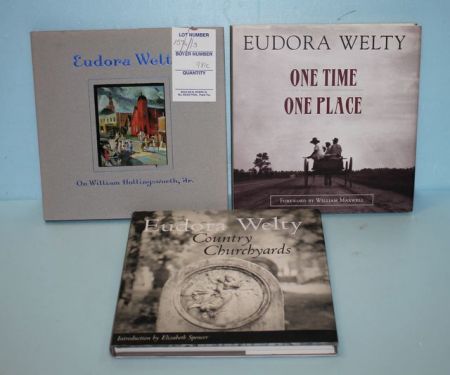 Eudora Welt
On William Hollingsworth, Jr.
LOT NUMBER
BUYER NUMBER
QUANTITY
EUDORA WELTY
ONE TIME
ONE PLACE
FOREWORD BY WILLIAM MAXWELL
Eudora Welty
Country
Churchyards
Introduction by Elizabeth Spencer